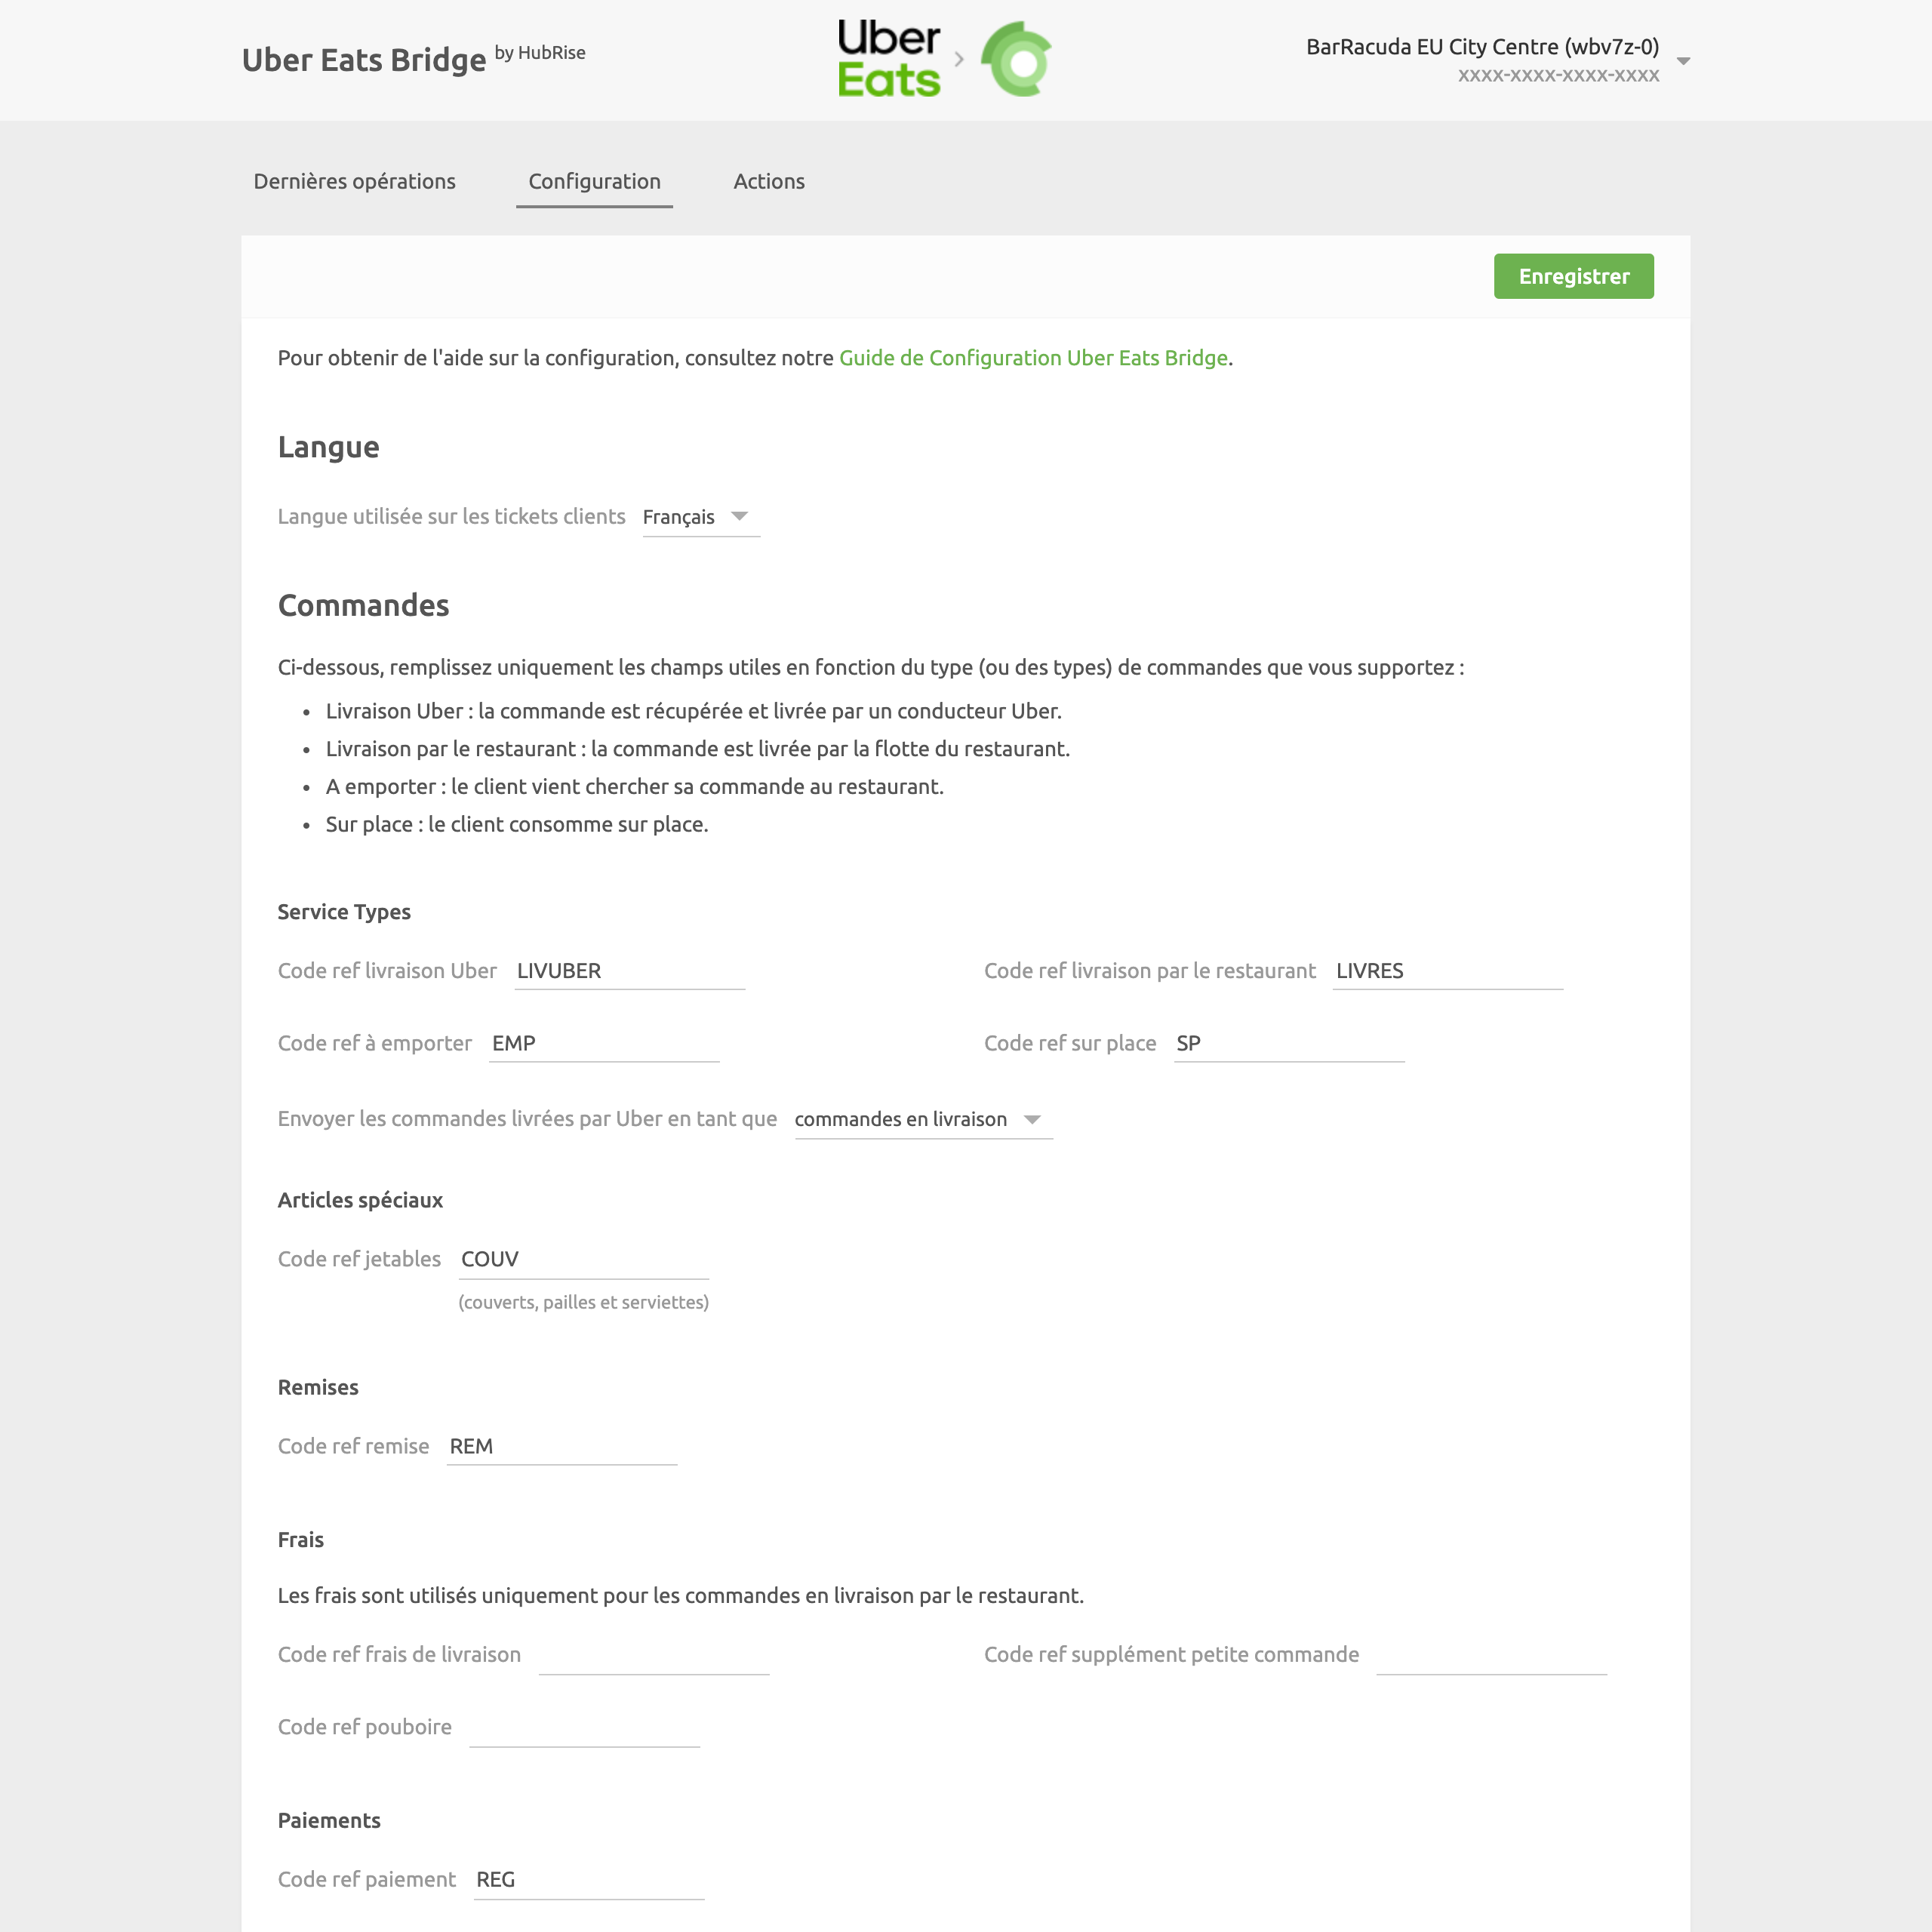 Uber Eats Bridge by HubRise
Uber
Eats
BarRacuda EU City Centre (wbv7z-0)
xxxx-xxxx-xxxx-xxxx
Dernières opérations Configuration Actions
Enregistrer
Pour obtenir de l'aide sur la configuration, consultez notre Guide de Configuration Uber Eats Bridge.
Langue
Langue utilisée sur les tickets clients Français
Commandes
Ci-dessous, remplissez uniquement les champs utiles en fonction du type (ou des types) de commandes que vous supportez :
• Livraison Uber : la commande est récupérée et livrée par un conducteur Uber.
• Livraison par le restaurant : la commande est livrée par la flotte du restaurant.
• A emporter : le client vient chercher sa commande au restaurant.
• Sur place : le client consomme sur place.
Service Types
Code ref livraison Uber LIVUBER Code ref livraison par le restaurant LIVRES
Code ref à emporter EMP Code ref sur place SP
Envoyer les commandes livrées par Uber en tant que commandes en livraison
Articles spéciaux
Code ref jetables COUV
(couverts, pailles et serviettes)
Remises
Code ref remise REM
Frais
Les frais sont utilisés uniquement pour les commandes en livraison par le restaurant.
Code ref frais de livraison Code ref supplément petite commande
Code ref pouboire
Paiements
Code ref paiement REG